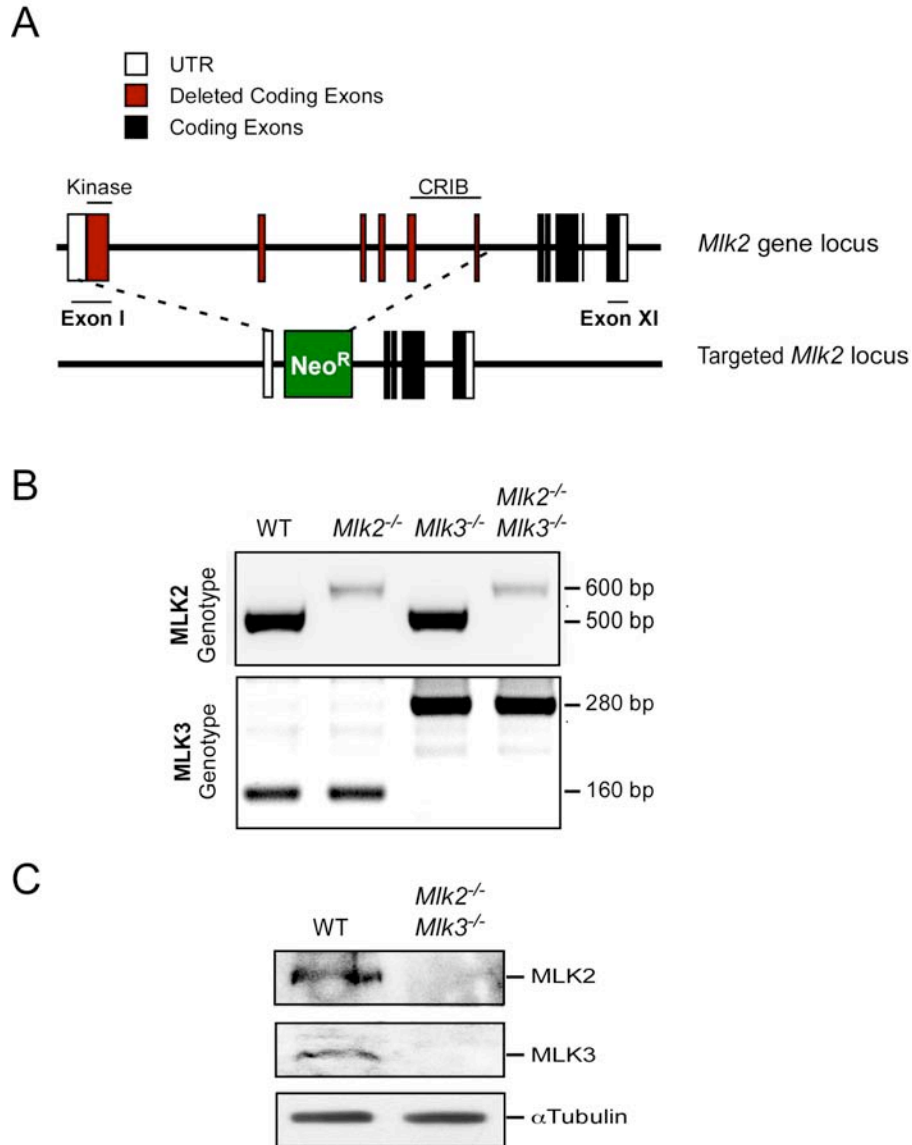 A
UTR
Deleted Coding Exons
Coding Exons
Kinase
CRIB
Mlk2 gene locus
Exon I
Exon XI
Neo^R
Targeted Mlk2 locus
B
Mlk2-/-
WT Mlk2-/- Mlk3-/- Mlk3-/-
MLK2
Genotype
600 bp
500 bp
MLK3
Genotype
280 bp
160 bp
C
Mlk2-/-
WT Mlk3-/-
MLK2
MLK3
αTubulin